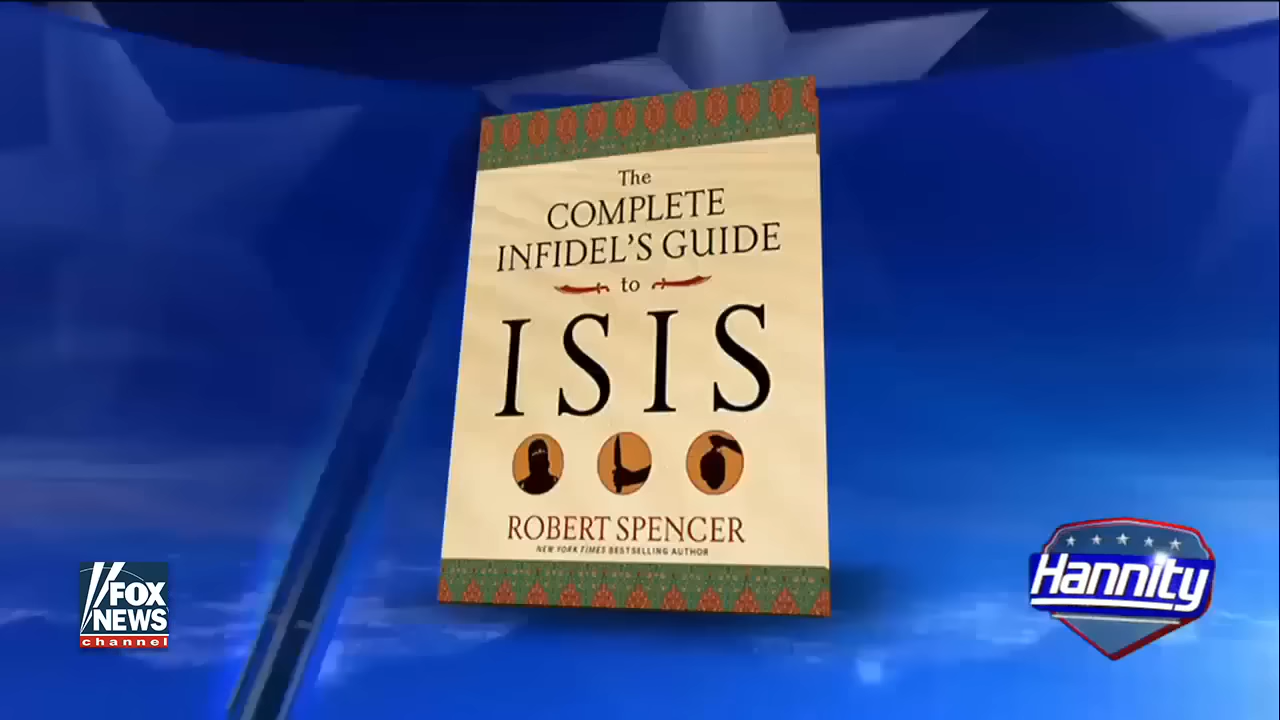 The
COMPLETE
INFIDEL'S GUIDE
to
ISIS
ROBERT SPENCER
NEW YORK TIMES BESTSELLING AUTHOR
FOX
NEWS
channel
Hannity